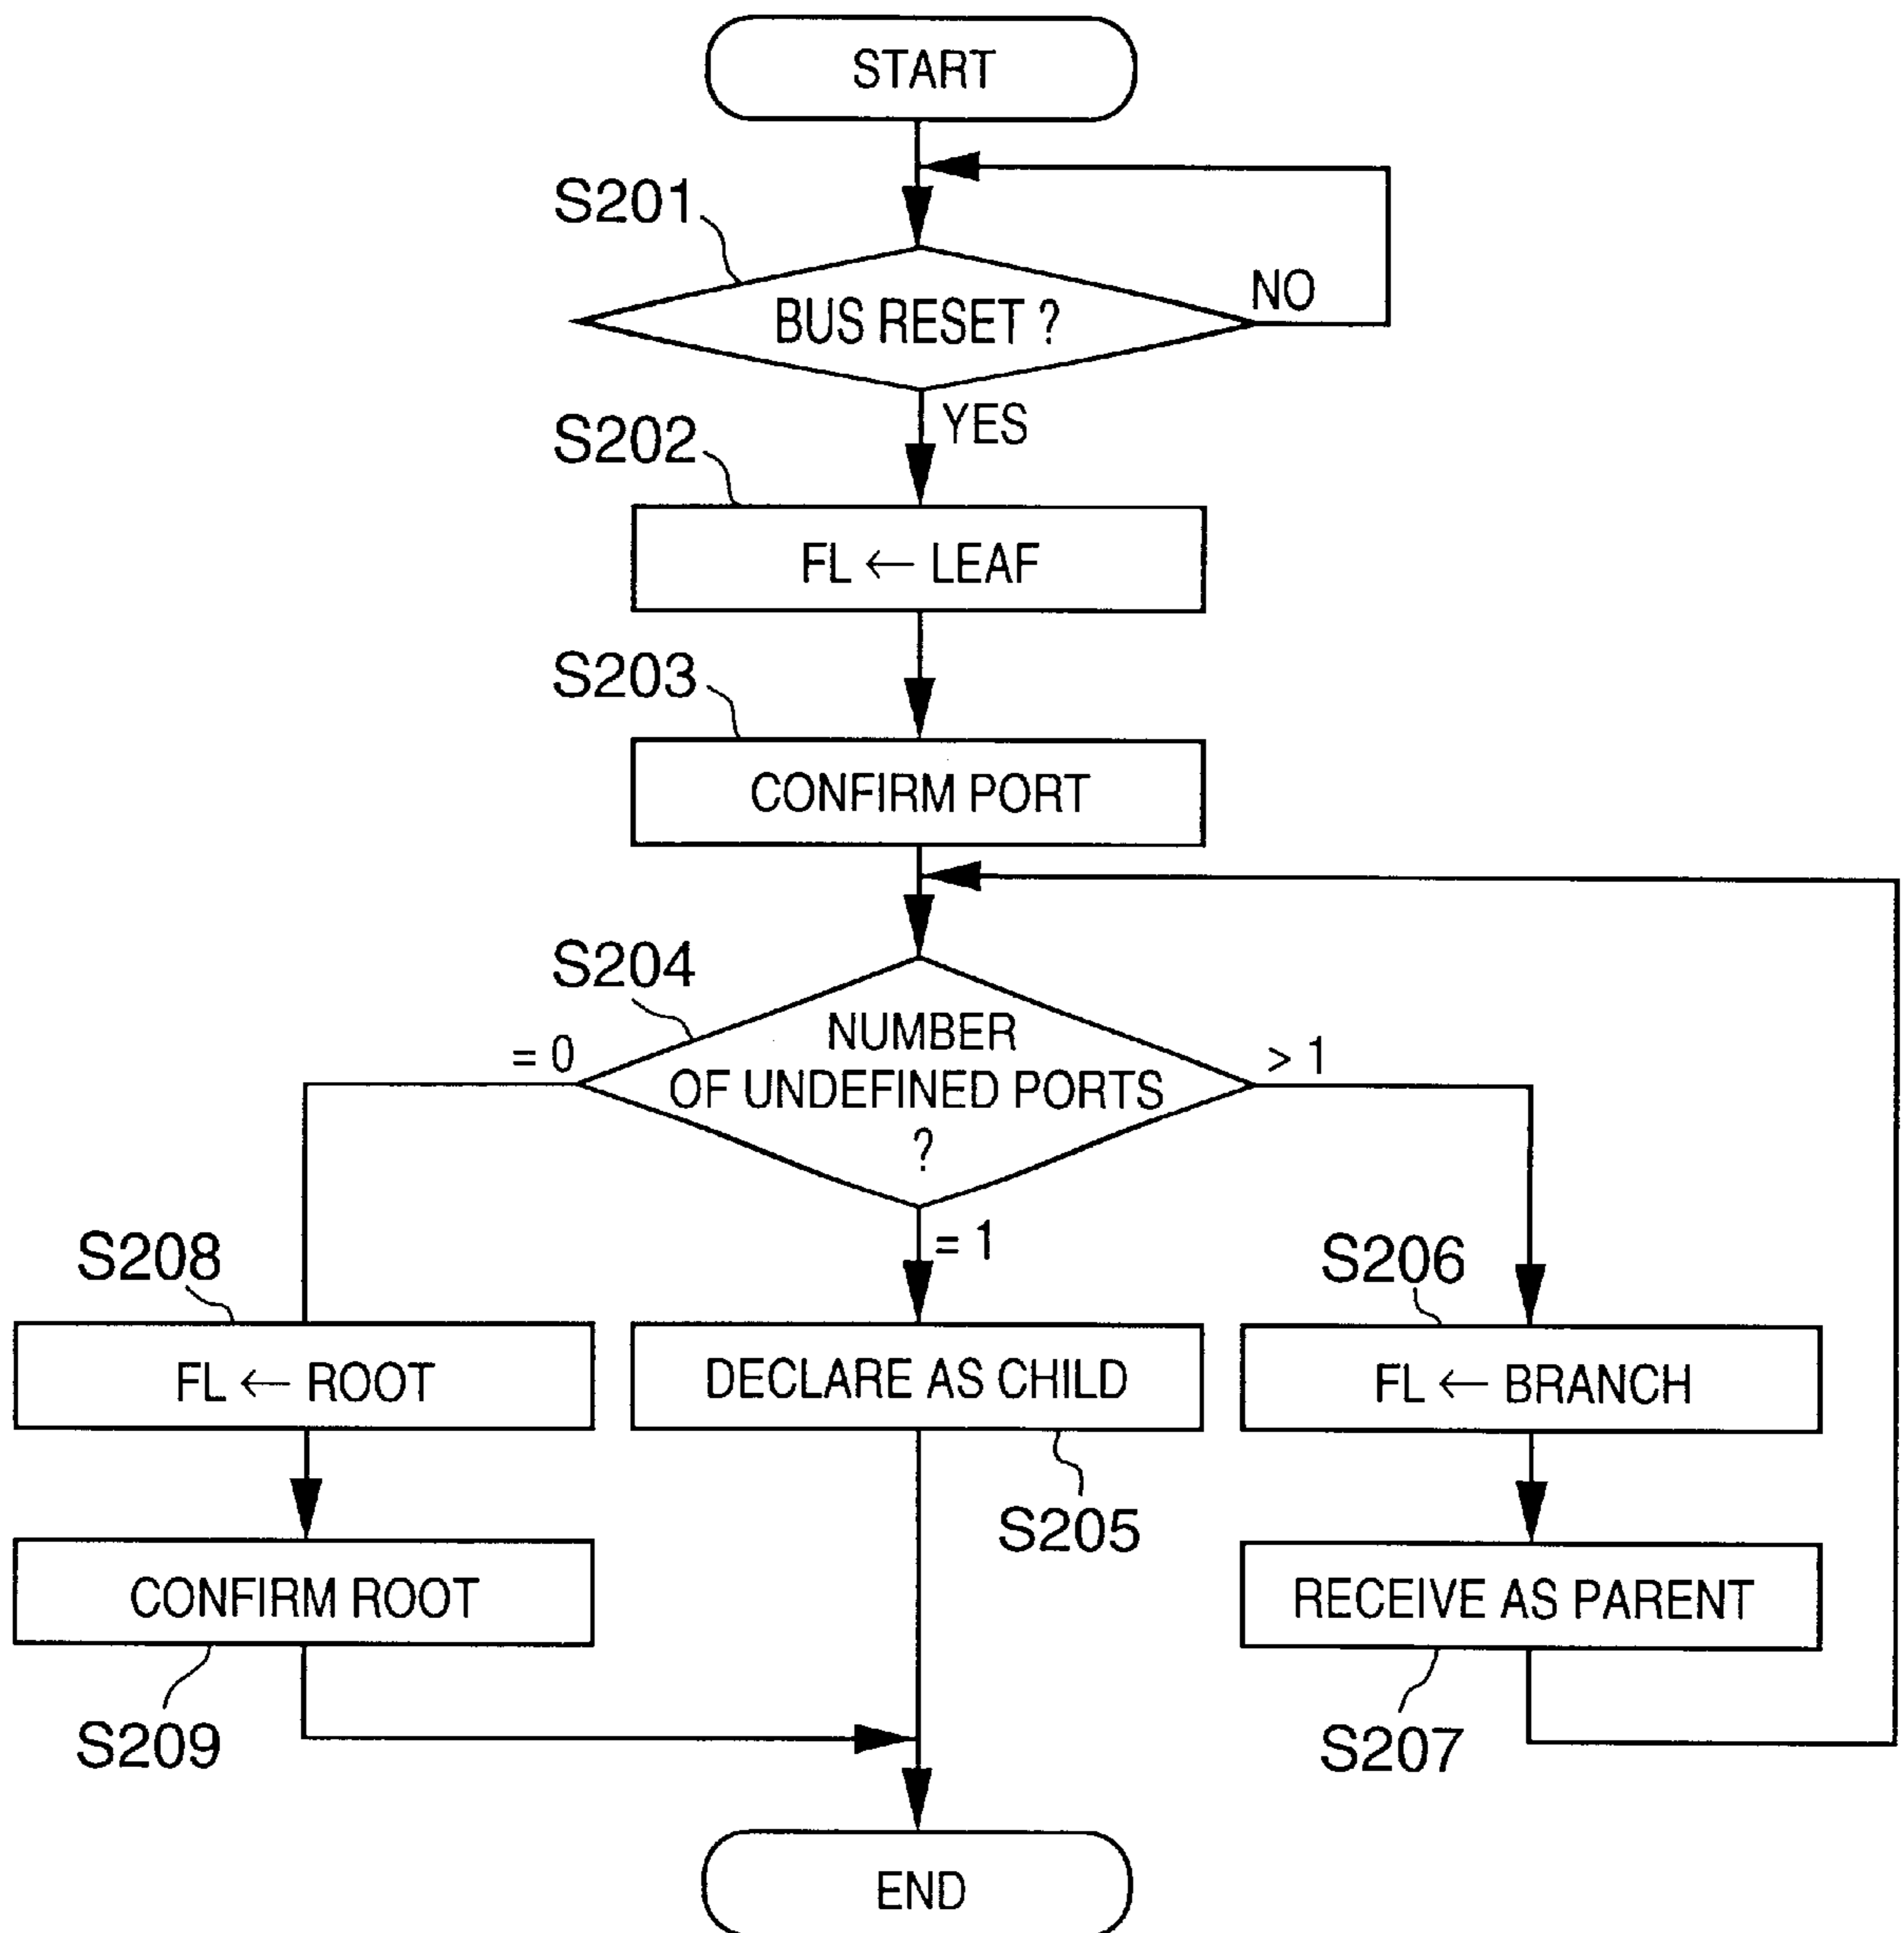 START
S201
BUS RESET ?
NO
YES
S202
FL ← LEAF
S203
CONFIRM PORT
S204
NUMBER
OF UNDEFINED PORTS
?
= 0
> 1
= 1
S208
S206
FL ← ROOT
DECLARE AS CHILD
FL ← BRANCH
S205
CONFIRM ROOT
RECEIVE AS PARENT
S209
S207
END